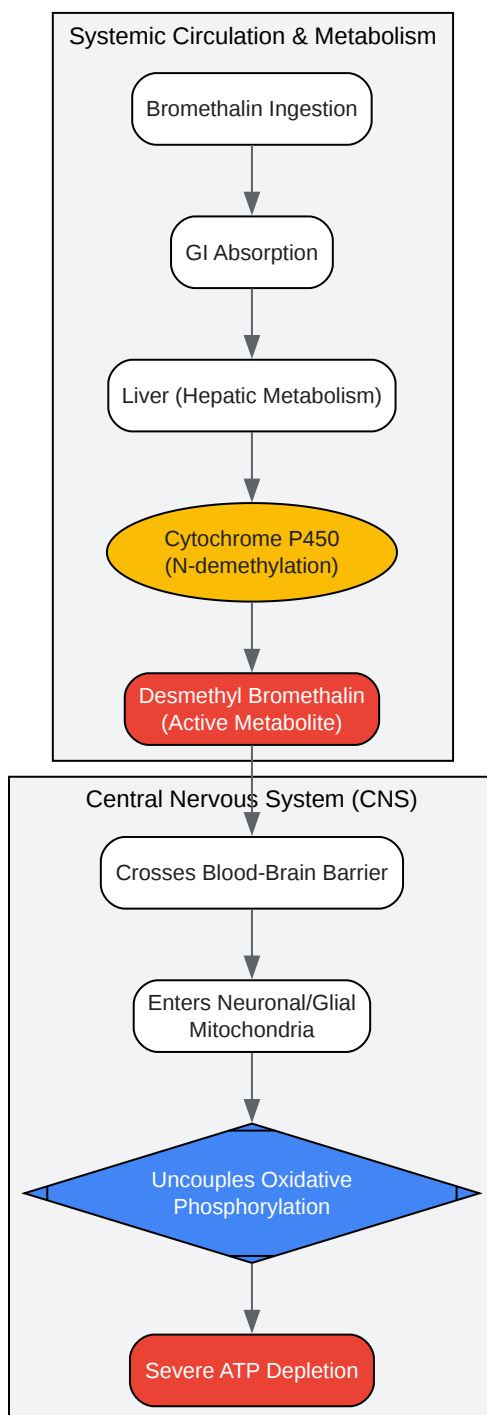 Systemic Circulation & Metabolism
Bromethalin Ingestion
GI Absorption
Liver (Hepatic Metabolism)
Cytochrome P450
(N-demethylation)
Desmethyl Bromethalin
(Active Metabolite)
Central Nervous System (CNS)
Crosses Blood-Brain Barrier
Enters Neuronal/Glial
Mitochondria
Uncouples Oxidative
Phosphorylation
Severe ATP Depletion